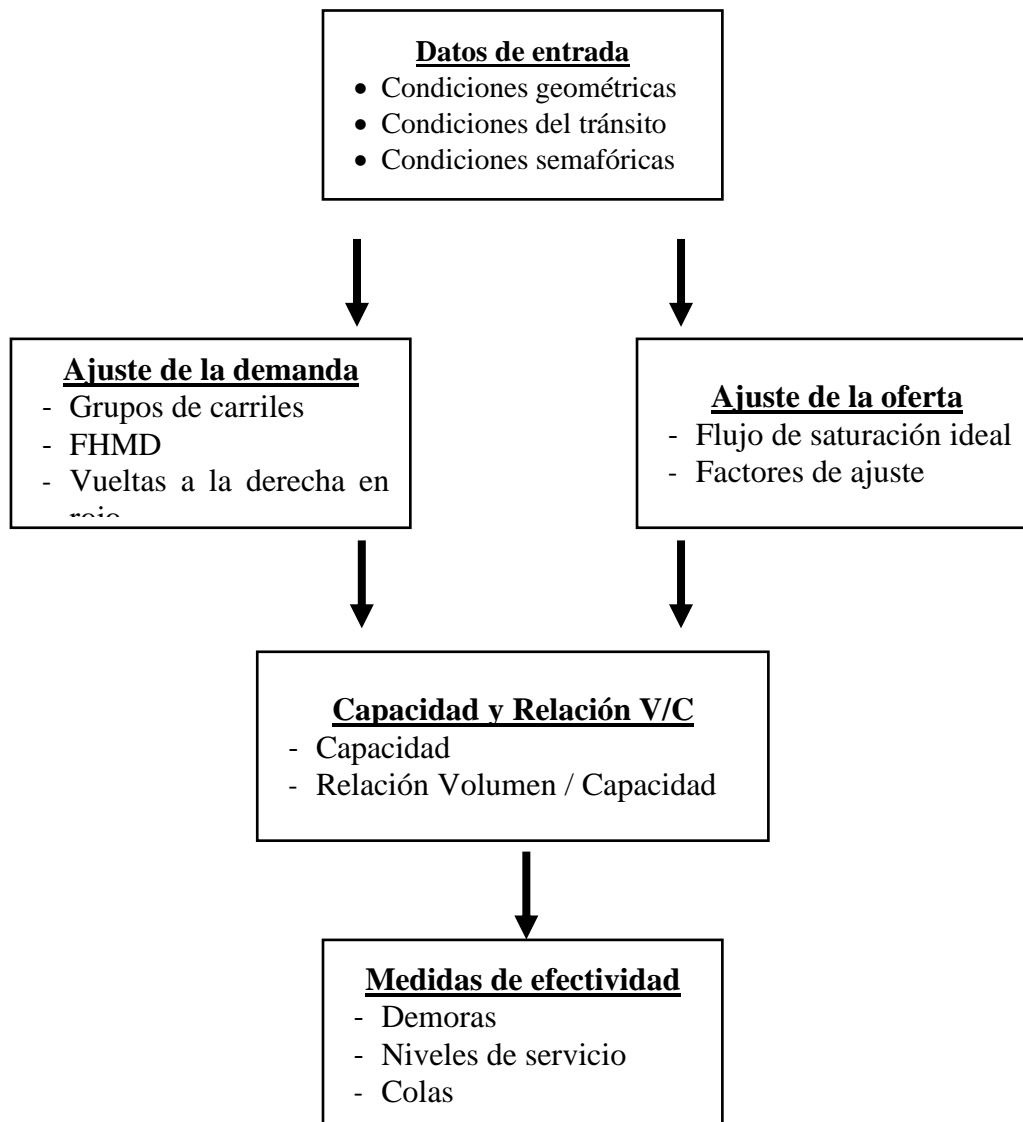 Datos de entrada
• Condiciones geométricas
• Condiciones del tránsito
• Condiciones semafóricas
Ajuste de la demanda
- Grupos de carriles
- FHMD
- Vueltas a la derecha en
rojo
Ajuste de la oferta
- Flujo de saturación ideal
- Factores de ajuste
Capacidad y Relación V/C
- Capacidad
- Relación Volumen / Capacidad
Medidas de efectividad
- Demoras
- Niveles de servicio
- Colas